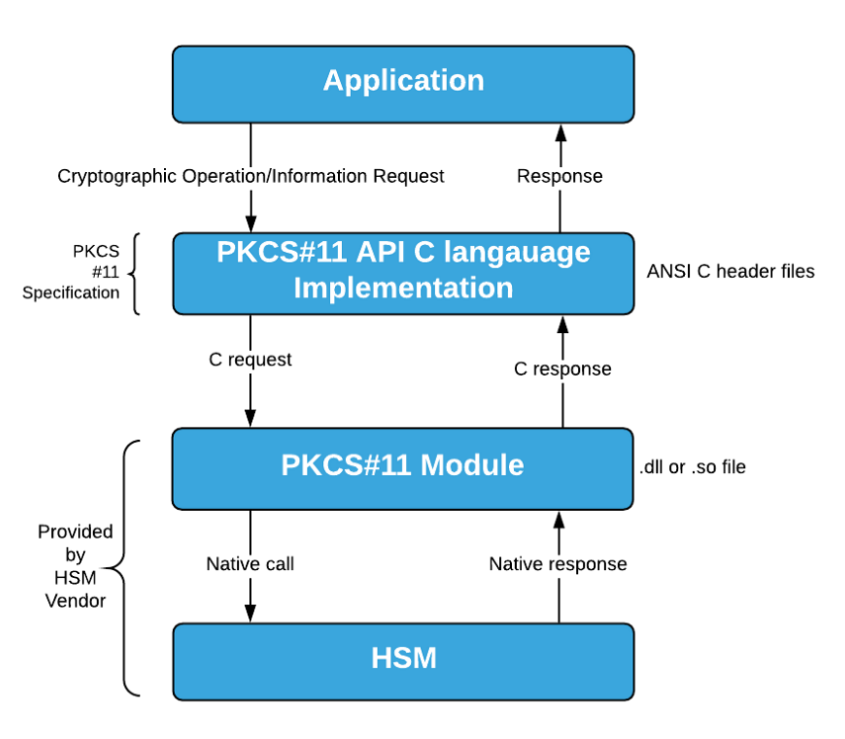 Application
Cryptographic Operation/Information Request
Response
PKCS
#11
Specification
PKCS#11 API C langauage
Implementation
ANSI C header files
C request
C response
PKCS#11 Module
.dll or .so file
Provided
by
HSM
Vendor
Native call
Native response
HSM